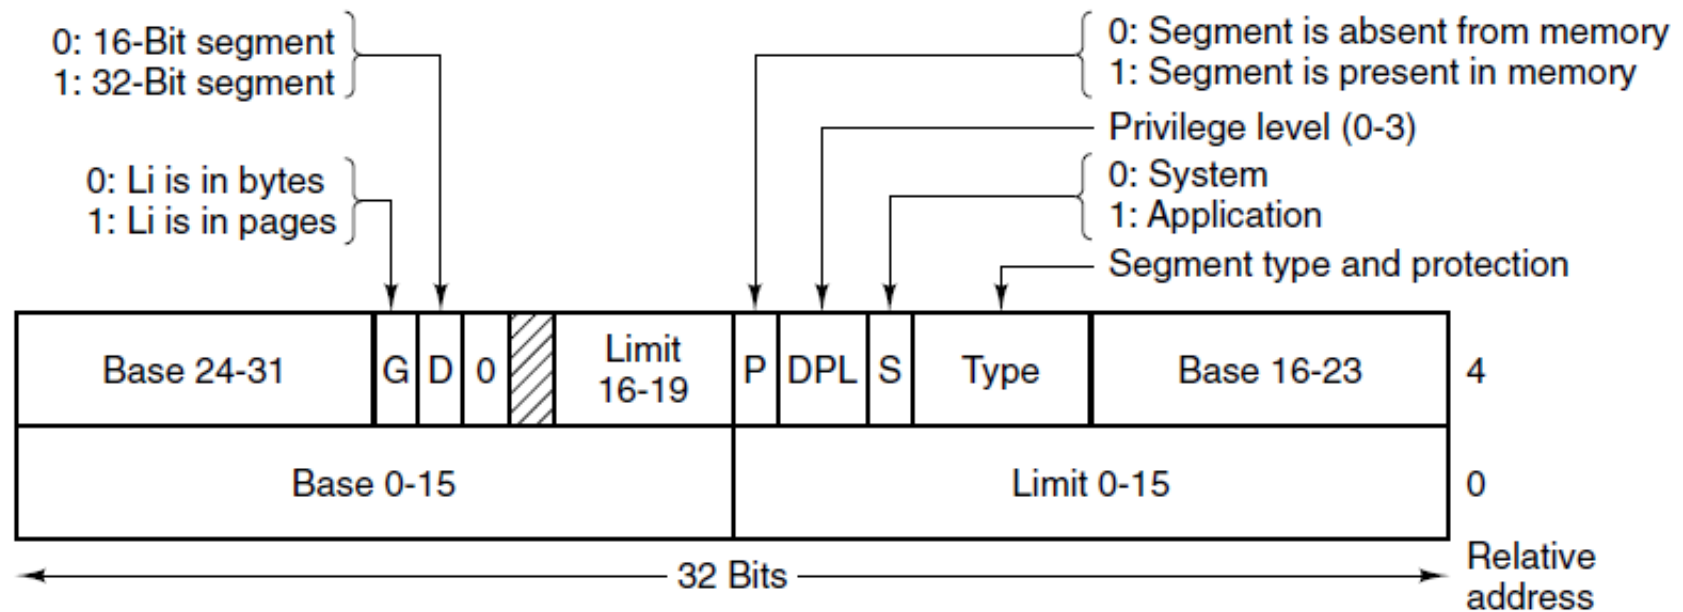 0: 16-Bit segment
1: 32-Bit segment
0: Li is in bytes
1: Li is in pages
0: Segment is absent from memory
1: Segment is present in memory
Privilege level (0-3)
0: System
1: Application
Segment type and protection
Base 24-31 G D 0 Limit 16-19 P DPL S Type Base 16-23 4
Base 0-15 Limit 0-15 0
32 Bits
Relative
address